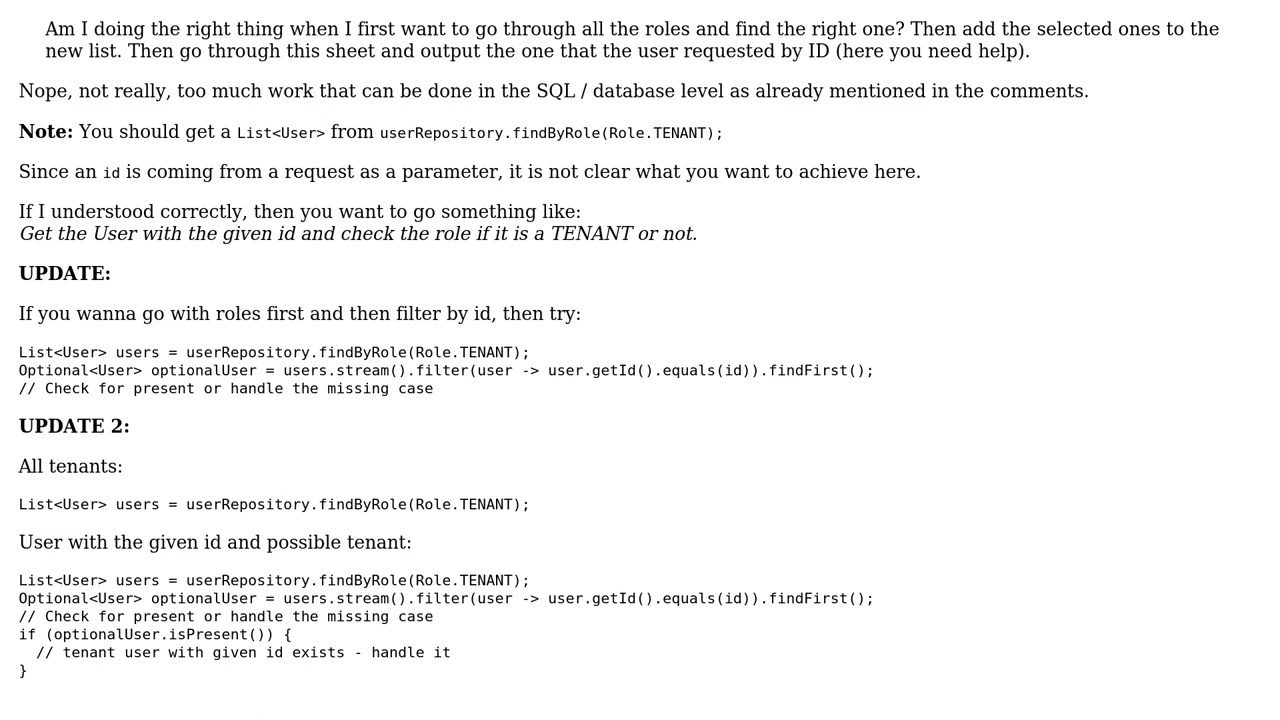 Am I doing the right thing when I first want to go through all the roles and find the right one? Then add the selected ones to the
new list. Then go through this sheet and output the one that the user requested by ID (here you need help).
Nope, not really, too much work that can be done in the SQL / database level as already mentioned in the comments.
Note: You should get a List<User> from userRepository.findByRole(Role.TENANT);
Since an id is coming from a request as a parameter, it is not clear what you want to achieve here.
If I understood correctly, then you want to go something like:
Get the User with the given id and check the role if it is a TENANT or not.
UPDATE:
If you wanna go with roles first and then filter by id, then try:
List<User> users = userRepository.findByRole(Role.TENANT);
Optional<User> optionalUser = users.stream().filter(user -> user.getId().equals(id)).findFirst();
// Check for present or handle the missing case
UPDATE 2:
All tenants:
List<User> users = userRepository.findByRole(Role.TENANT);
User with the given id and possible tenant:
List<User> users = userRepository.findByRole(Role.TENANT);
Optional<User> optionalUser = users.stream().filter(user -> user.getId().equals(id)).findFirst();
// Check for present or handle the missing case
if (optionalUser.isPresent()) {
  // tenant user with given id exists - handle it
}